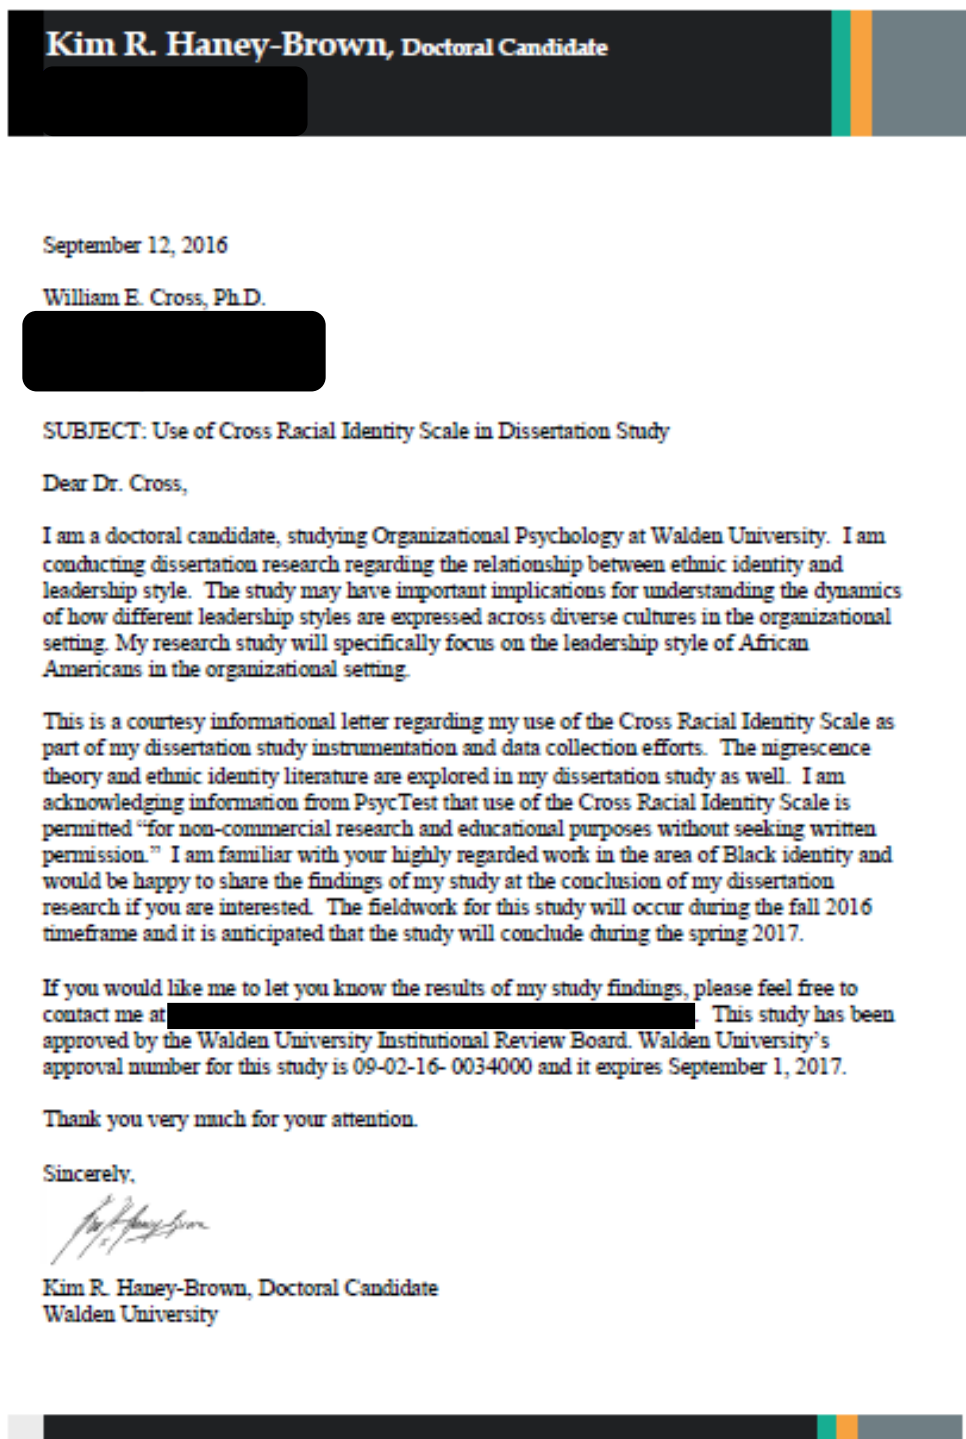 Kim R. Haney-Brown, Doctoral Candidate
September 12, 2016
William E. Cross, Ph.D.
SUBJECT: Use of Cross Racial Identity Scale in Dissertation Study
Dear Dr. Cross,
I am a doctoral candidate, studying Organizational Psychology at Walden University.  I am
conducting dissertation research regarding the relationship between ethnic identity and
leadership style.  The study may have important implications for understanding the dynamics
of how different leadership styles are expressed across diverse cultures in the organizational
setting. My research study will specifically focus on the leadership style of African
Americans in the organizational setting.
This is a courtesy informational letter regarding my use of the Cross Racial Identity Scale as
part of my dissertation study instrumentation and data collection efforts.  The nigrescence
theory and ethnic identity literature are explored in my dissertation study as well.  I am
acknowledging information from PsycTest that use of the Cross Racial Identity Scale is
permitted “for non-commercial research and educational purposes without seeking written
permission.”  I am familiar with your highly regarded work in the area of Black identity and
would be happy to share the findings of my study at the conclusion of my dissertation
research if you are interested.  The fieldwork for this study will occur during the fall 2016
timeframe and it is anticipated that the study will conclude during the spring 2017.
If you would like me to let you know the results of my study findings, please feel free to
contact me at .  This study has been
approved by the Walden University Institutional Review Board. Walden University’s
approval number for this study is 09-02-16- 0034000 and it expires September 1, 2017.
Thank you very much for your attention.
Sincerely,
Kim R. Haney-Brown
Kim R. Haney-Brown, Doctoral Candidate
Walden University